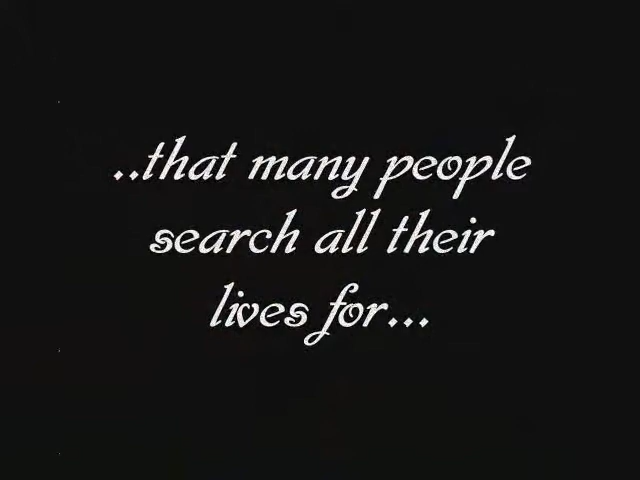 ..that many people
search all their
lives for...